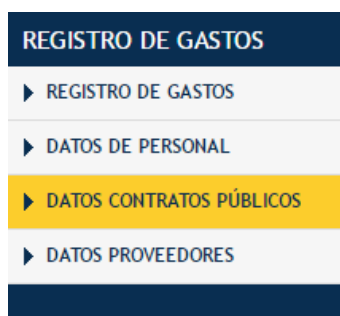 REGISTRO DE GASTOS
REGISTRO DE GASTOS
DATOS DE PERSONAL
DATOS CONTRATOS PÚBLICOS
DATOS PROVEEDORES